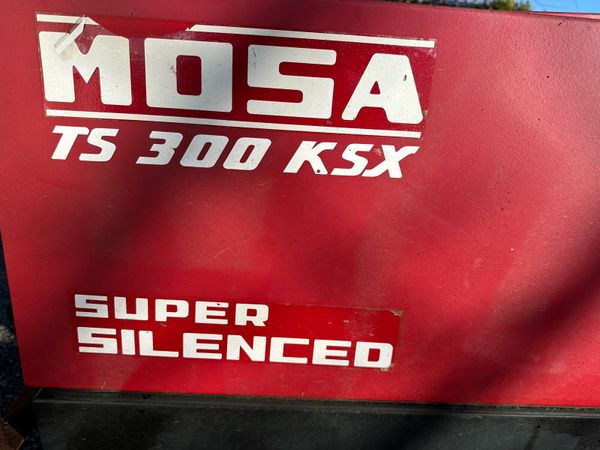 MOSA
TS 300 KSX
SUPER
SILENCED